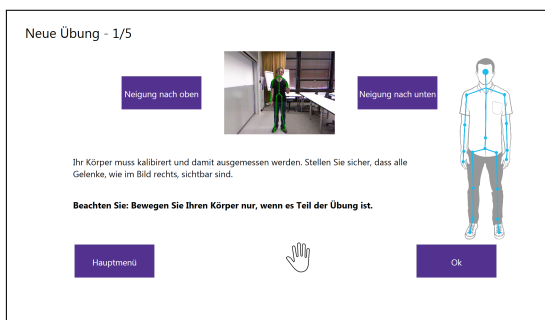 Neue Übung - 1/5
Neigung nach oben
Neigung nach unten
Ihr Körper muss kalibirert und damit ausgemessen werden. Stellen Sie sicher, dass alle
Gelenke, wie im Bild rechts, sichtbar sind.
Beachten Sie: Bewegen Sie Ihren Körper nur, wenn es Teil der Übung ist.
Hauptmenü
Ok